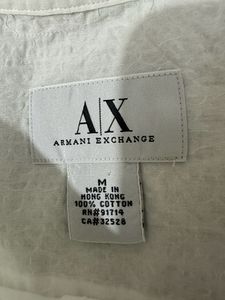 A|X
ARMANI EXCHANGE
M
MADE IN
HONG KONG
100% COTTON
RN#91714
CA#32528